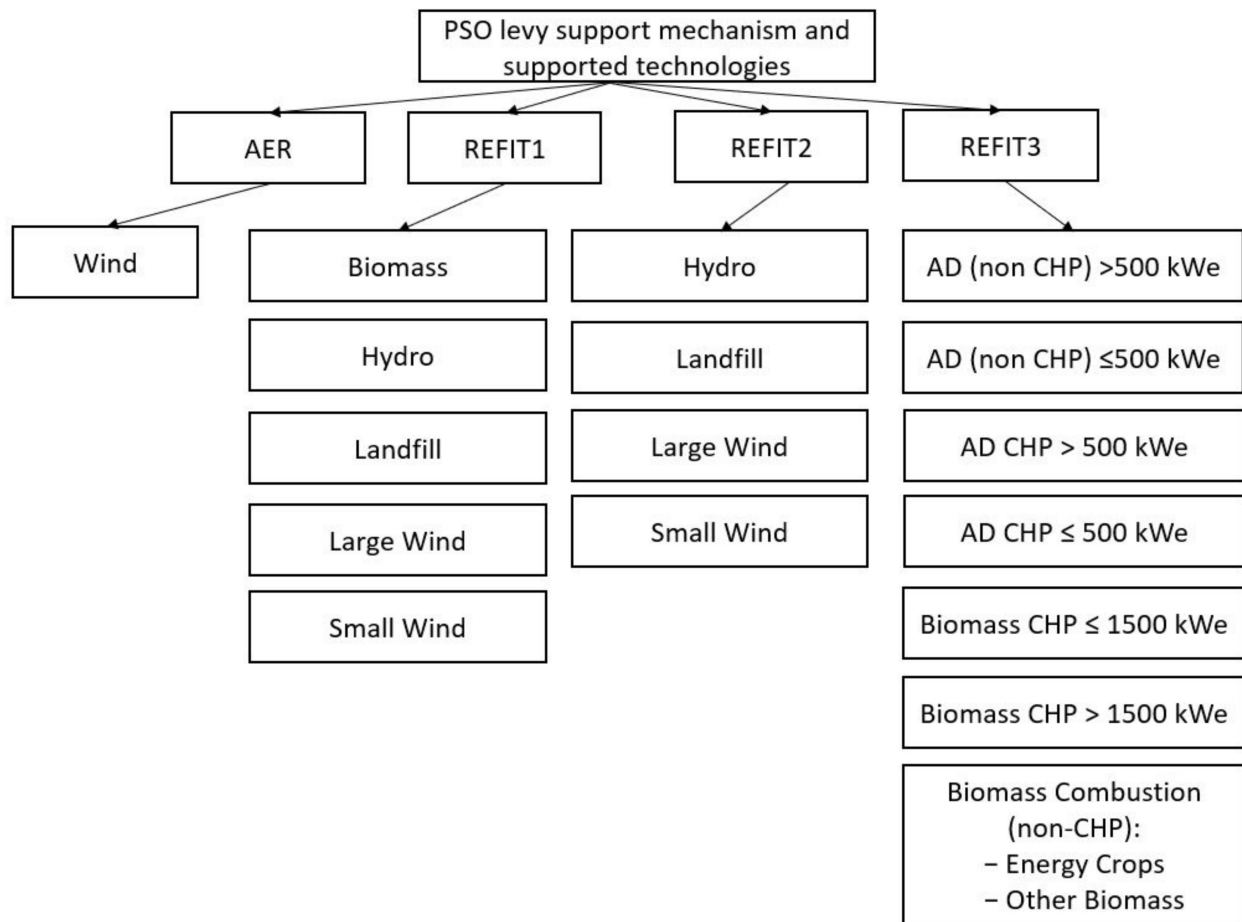 PSO levy support mechanism and
supported technologies
AER
REFIT1
REFIT2
REFIT3
Wind
Biomass
Hydro
Landfill
Large Wind
Small Wind
Hydro
Landfill
Large Wind
Small Wind
AD (non CHP) >500 kWe
AD (non CHP) ≤500 kWe
AD CHP > 500 kWe
AD CHP ≤ 500 kWe
Biomass CHP ≤ 1500 kWe
Biomass CHP > 1500 kWe
Biomass Combustion
(non-CHP):
− Energy Crops
− Other Biomass